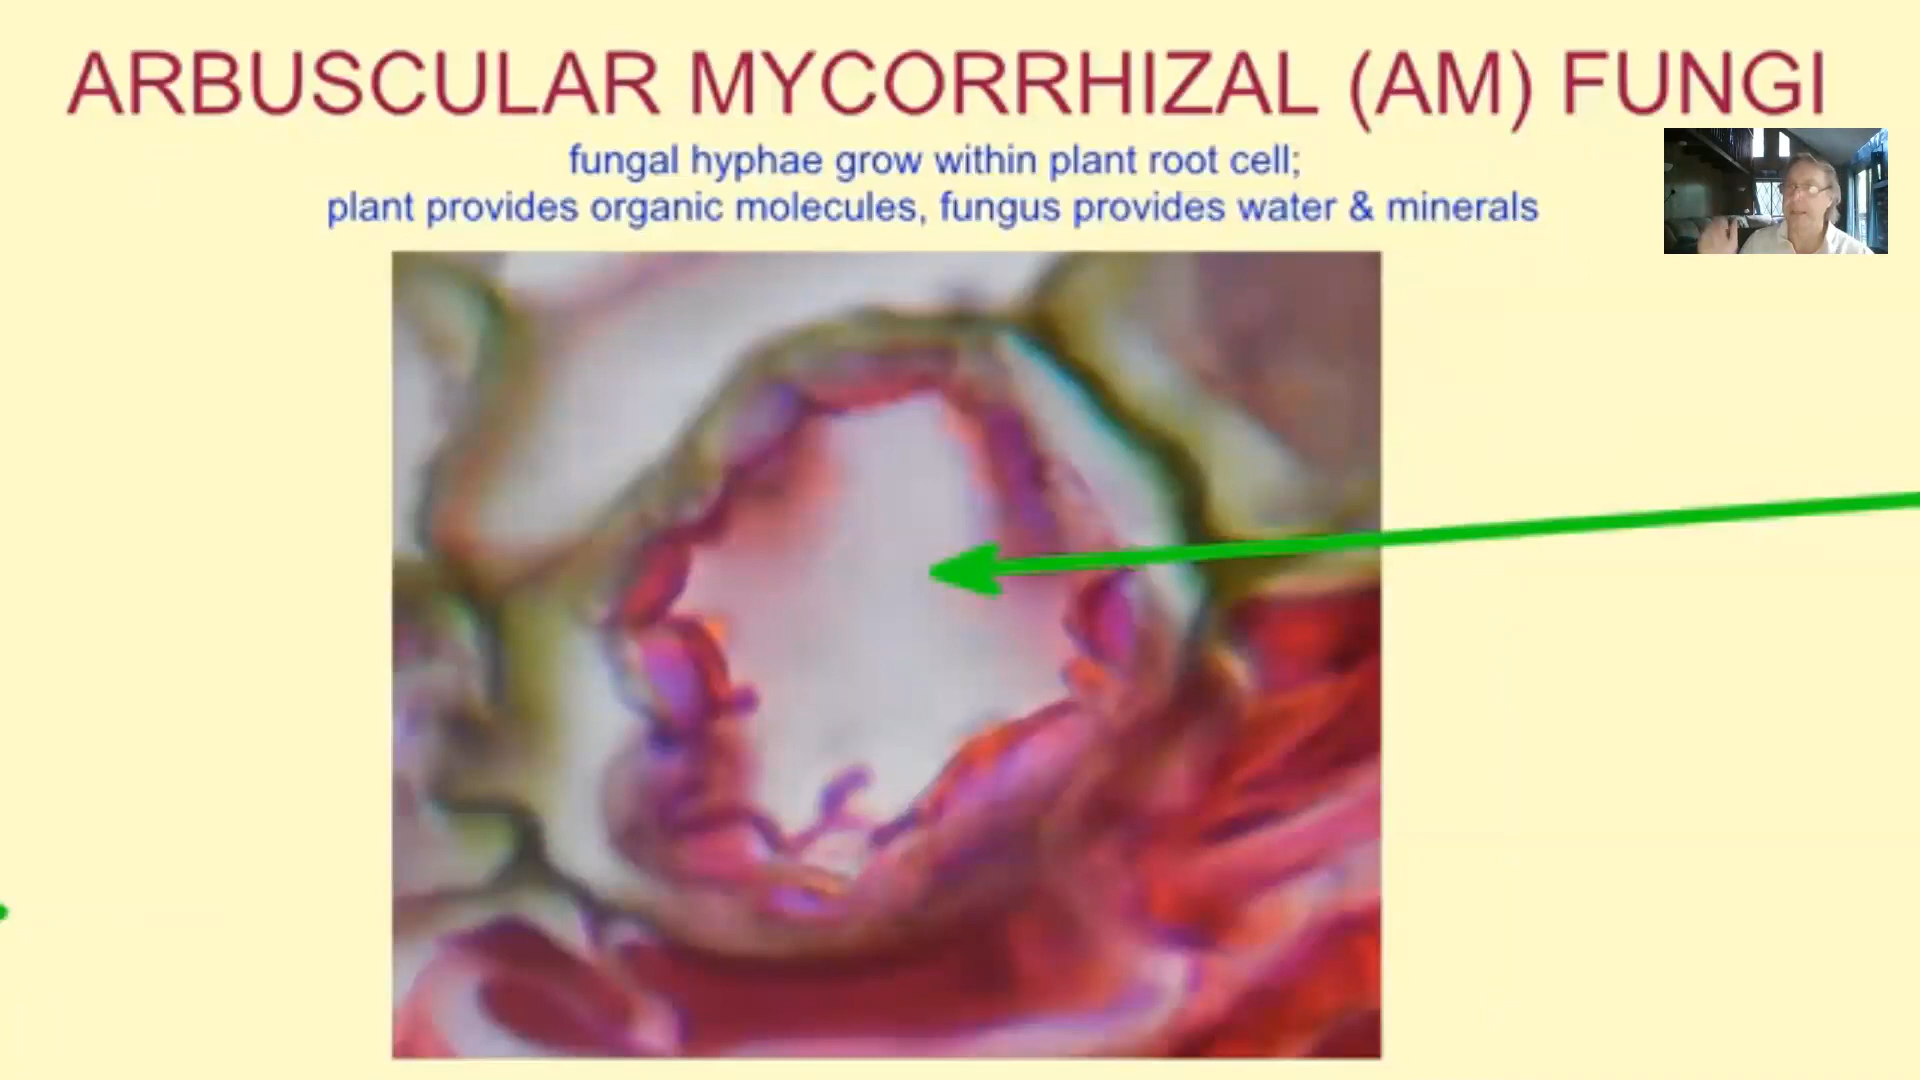 ARBUSCULAR MYCORRHIZAL (AM) FUNGI
fungal hyphae grow within plant root cell;
plant provides organic molecules, fungus provides water & minerals